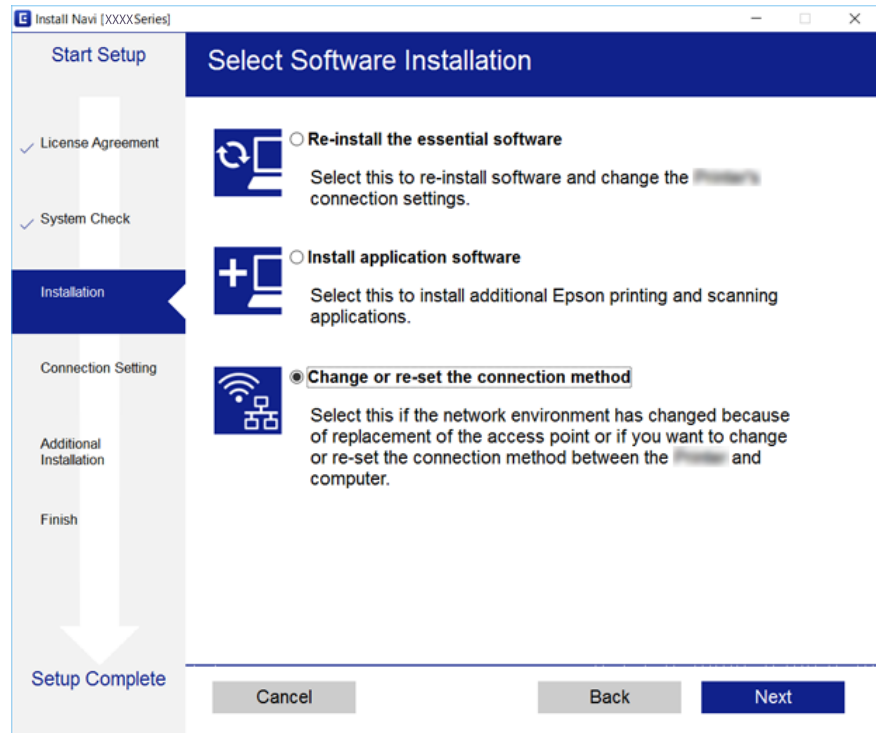 Install Navi [XXXX Series]
Start Setup
License Agreement
System Check
Installation
Connection Setting
Additional
Installation
Finish
Setup Complete
Select Software Installation
Re-install the essential software
Select this to re-install software and change the
connection settings.
Install application software
Select this to install additional Epson printing and scanning
applications.
Change or re-set the connection method
Select this if the network environment has changed because
of replacement of the access point or if you want to change
or re-set the connection method between the and
computer.
Cancel
Back
Next